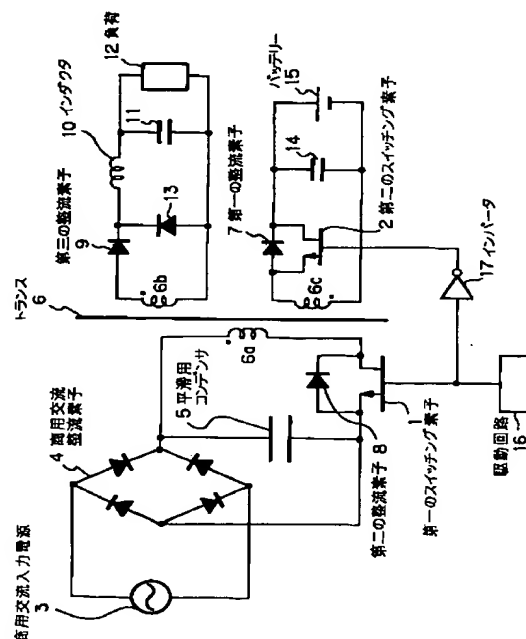 商用交流入力電源
3
4 商用交流
整流素子
5 平滑用
コンデンサ
第二の整流素子 8
1
第一のスイッチング素子
駆動回路
16
トランス
6
6a
6b
6c
第三の整流素子
9
10 インダクタ
11
12 負荷
13
7 第一の整流素子
14
バッテリー
15
2 第二のスイッチング素子
17 インバータ